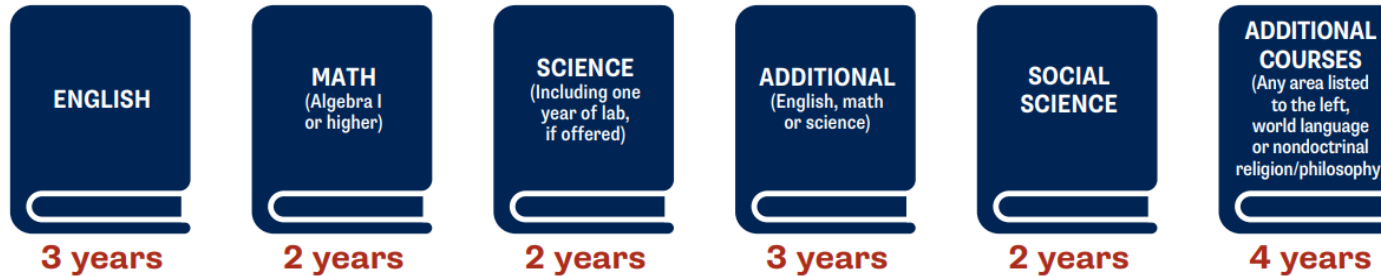 ENGLISH
3 years
MATH
(Algebra I
or higher)
2 years
SCIENCE
(Including one
year of lab,
if offered)
2 years
ADDITIONAL
(English, math
or science)
3 years
SOCIAL
SCIENCE
2 years
ADDITIONAL
COURSES
(Any area listed
to the left,
world language
or nondoctrinal
religion/philosophy
4 years